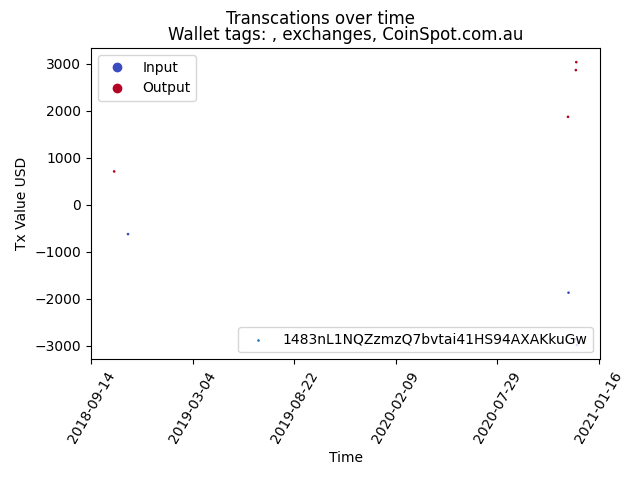 Transcations over time
Wallet tags: , exchanges, CoinSpot.com.au
Input
Output
3000
2000
1000
0
−1000
−2000
−3000
Tx Value USD
1483nL1NQZzmzQ7bvtai41HS94AXAKkuGw
2018-09-14
2019-03-04
2019-08-22
2020-02-09
2020-07-29
2021-01-16
Time